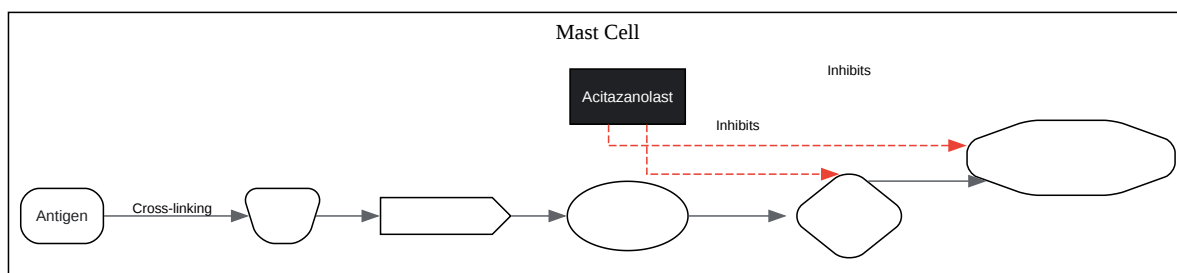 Mast Cell
Inhibits
Acitazanolast
Inhibits
Antigen
Cross-linking